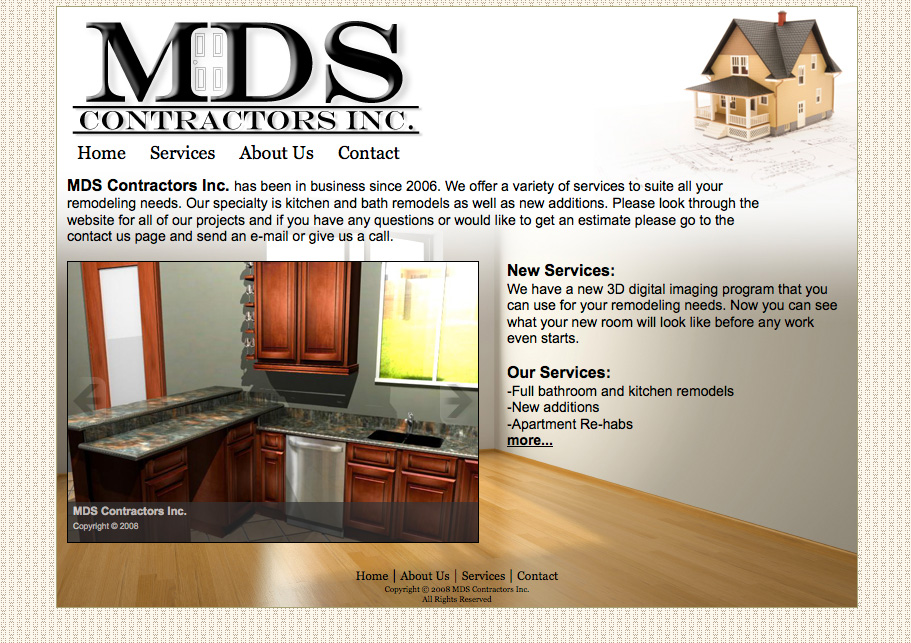 MDS
CONTRACTORS INC.
Home Services About Us Contact
MDS Contractors Inc. has been in business since 2006. We offer a variety of services to suite all your
remodeling needs. Our specialty is kitchen and bath remodels as well as new additions. Please look through the
website for all of our projects and if you have any questions or would like to get an estimate please go to the
contact us page and send an e-mail or give us a call.
MDS Contractors Inc.
Copyright © 2008
New Services:
We have a new 3D digital imaging program that you
can use for your remodeling needs. Now you can see
what your new room will look like before any work
even starts.
Our Services:
-Full bathroom and kitchen remodels
-New additions
-Apartment Re-habs
more...
Home | About Us | Services | Contact
Copyright © 2008 MDS Contractors Inc.
All Rights Reserved